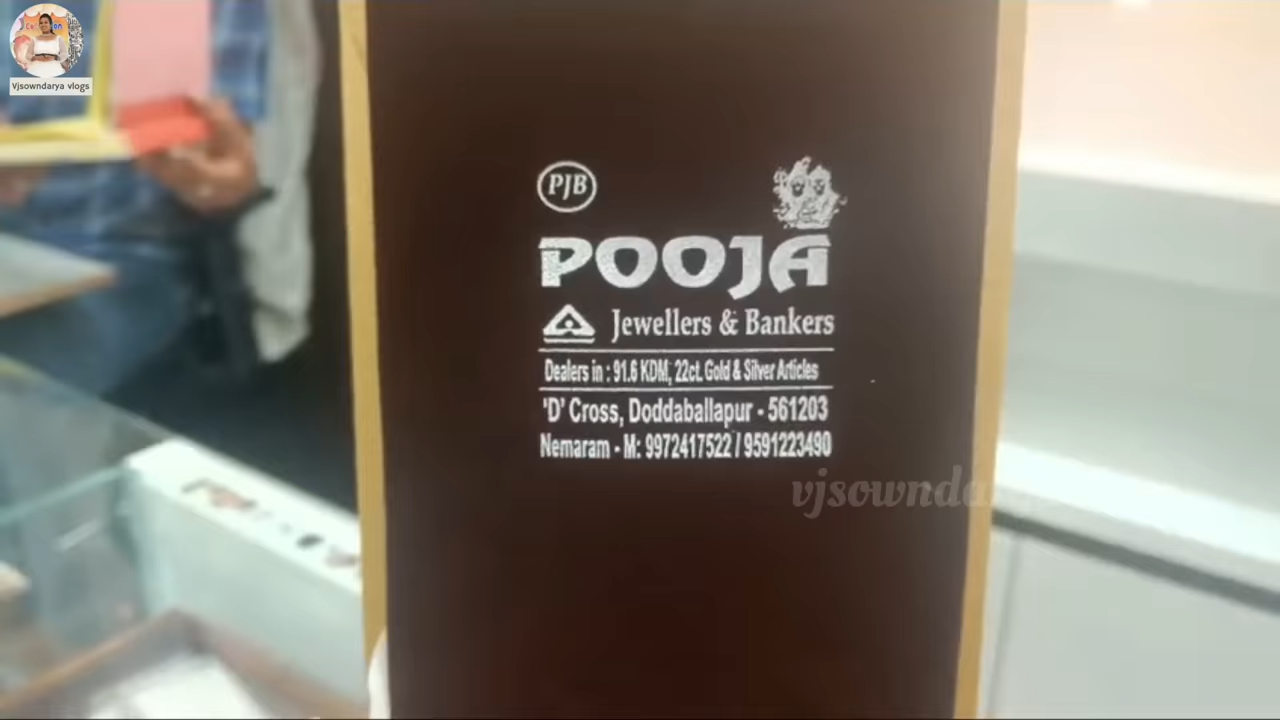 Vjsowndarya vlogs
PJB
POOJA
Jewellers & Bankers
Dealers in : 91.6 KDM, 22ct. Gold & Silver Articles
'D' Cross, Doddaballapur - 561203
Nemaram - M: 9972417522 / 9591223490